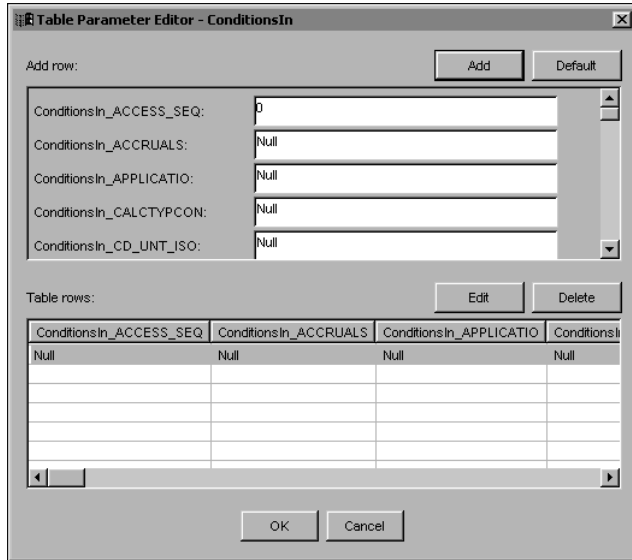 Table Parameter Editor - ConditionsIn
Add row:
Add
Default
ConditionsIn_ACCESS_SEQ:
0
ConditionsIn_ACCRUALS:
Null
ConditionsIn_APPLICATIO:
Null
ConditionsIn_CALCTYPCON:
Null
ConditionsIn_CD_UNT_ISO:
Null
Table rows:
Edit
Delete
ConditionsIn_ACCESS_SEQ ConditionsIn_ACCRUALS ConditionsIn_APPLICATIO ConditionsI
Null Null Null Null
OK
Cancel